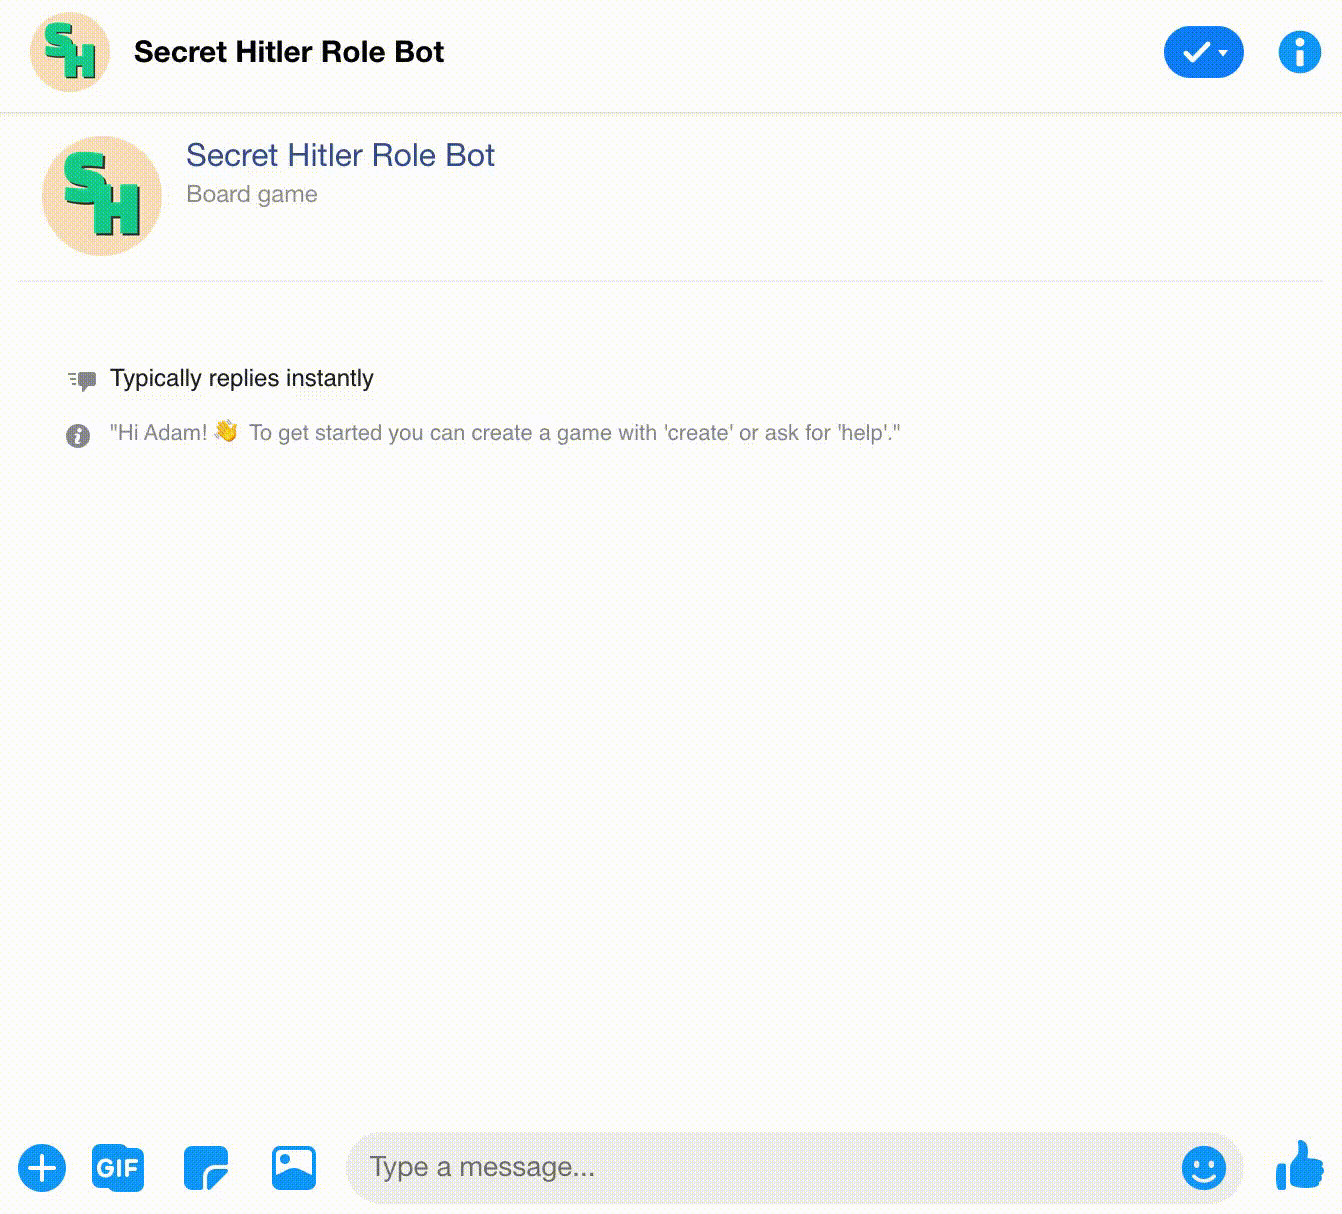 SH
Secret Hitler Role Bot
SH
Secret Hitler Role Bot
Board game
Typically replies instantly
"Hi Adam! 👋 To get started you can create a game with 'create' or ask for 'help'."
GIF
Type a message...